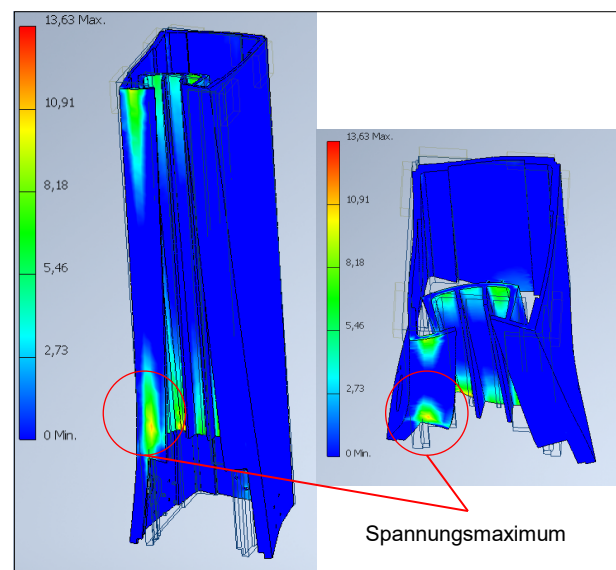 13,63 Max.
10,91
8,18
5,46
2,73
0 Min.
13,63 Max.
10,91
8,18
5,46
2,73
0 Min.
Spannungsmaximum